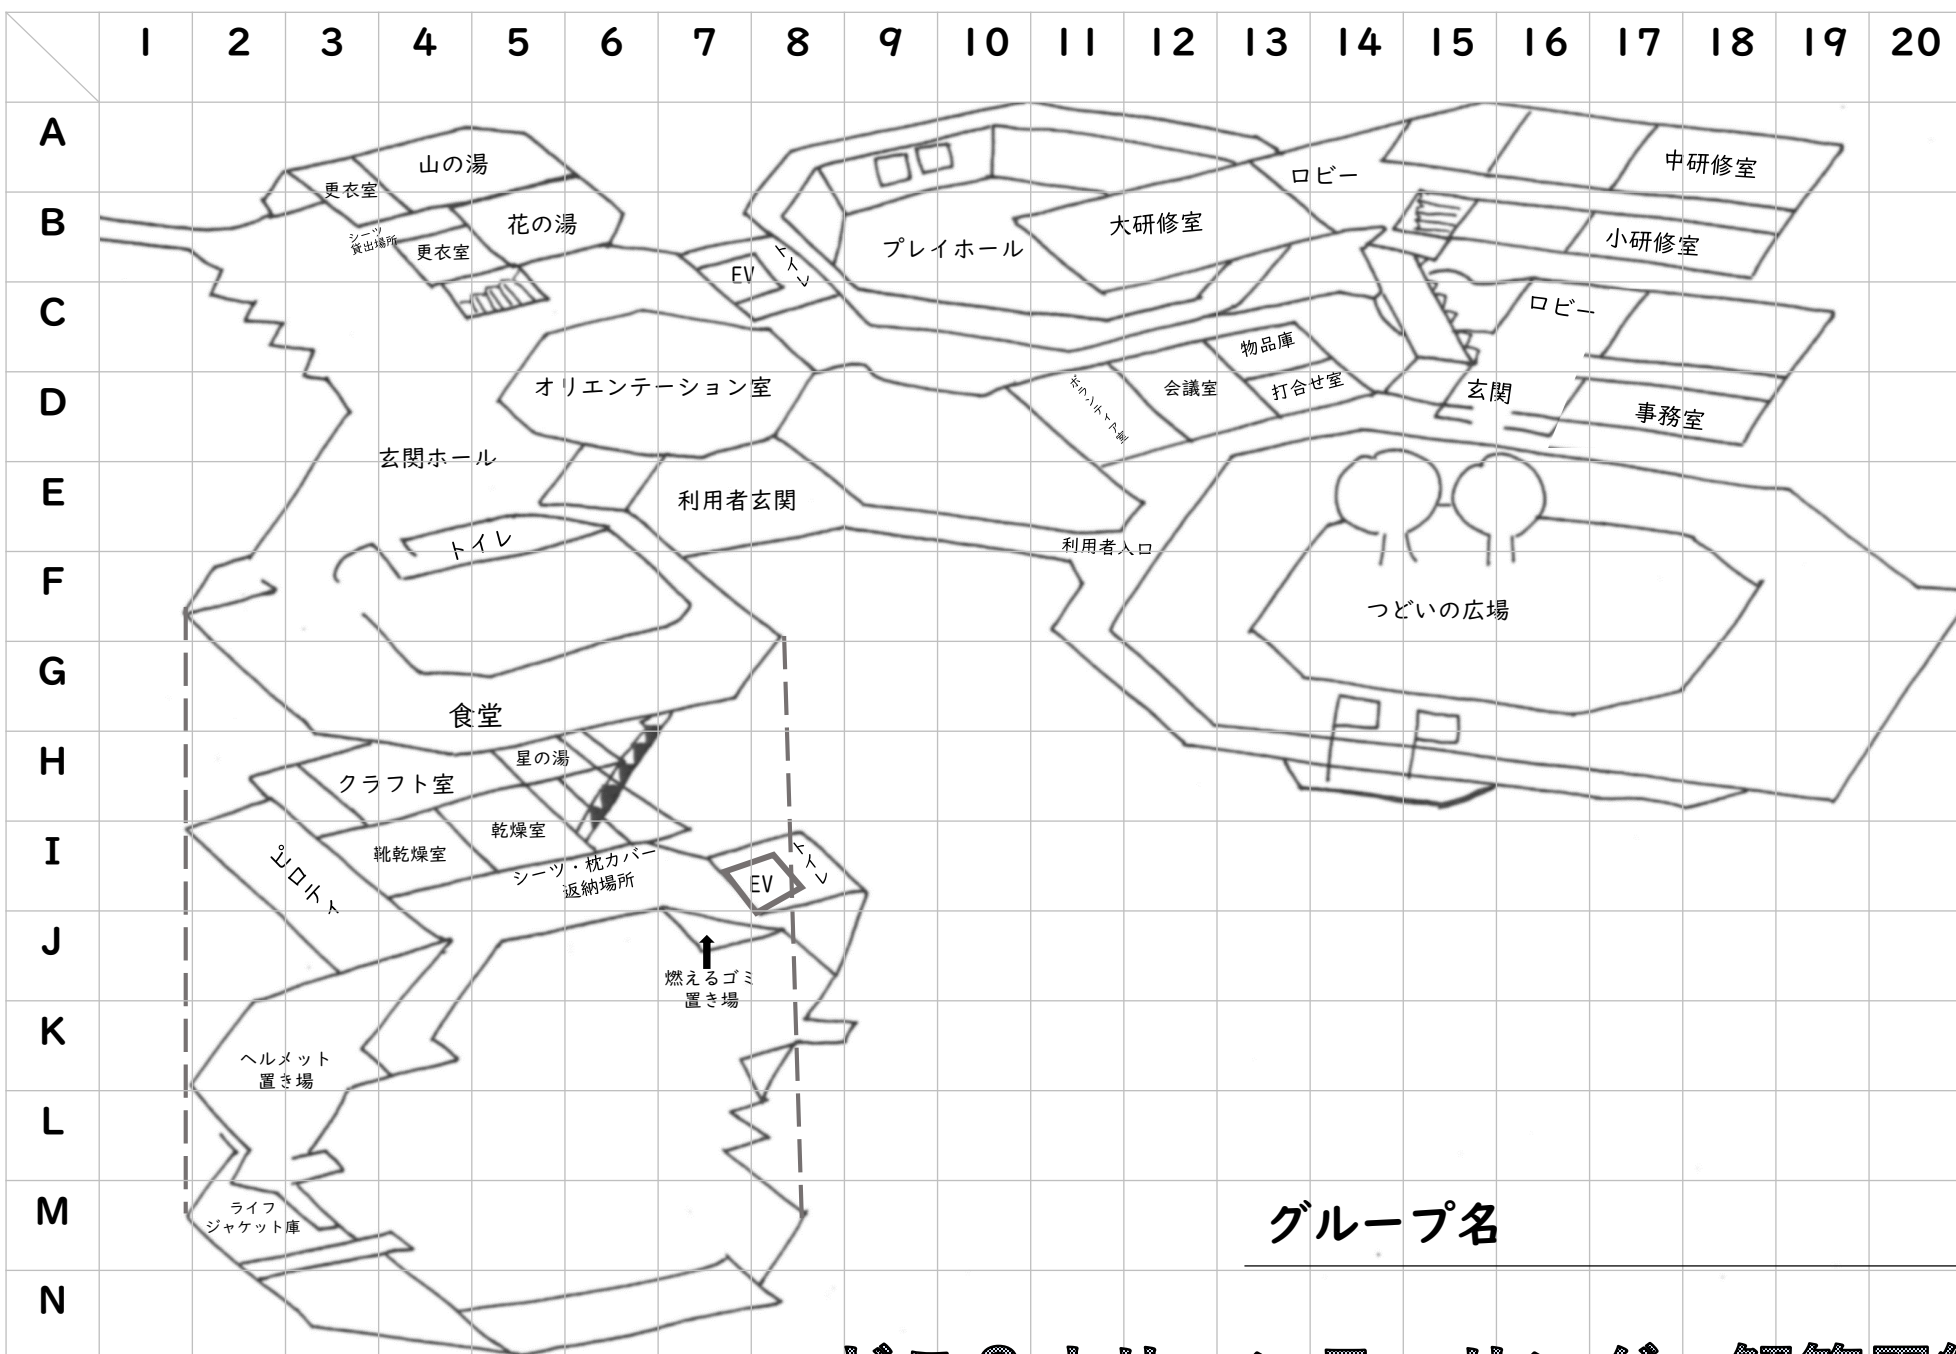 1 2 3 4 5 6 7 8 9 10 11 12 13 14 15 16 17 18 19 20
A
山の湯
更衣室
ロビー
中研修室
B
花の湯
シーツ
貸出場所
更衣室
EV
トイレ
プレイホール
大研修室
小研修室
C
ロビー
物品庫
D
オリエンテーション室
ボランティア室
会議室
打合せ室
玄関
事務室
玄関ホール
E
利用者玄関
トイレ
利用者入口
F
つどいの広場
G
食堂
H
星の湯
クラフト室
I
乾燥室
靴乾燥室
ピロティ
シーツ・枕カバー
返納場所
EV
トイレ
J
燃えるゴミ
置き場
K
ヘルメット
置き場
L
M
ライフ
ジャケット庫
グループ名
N